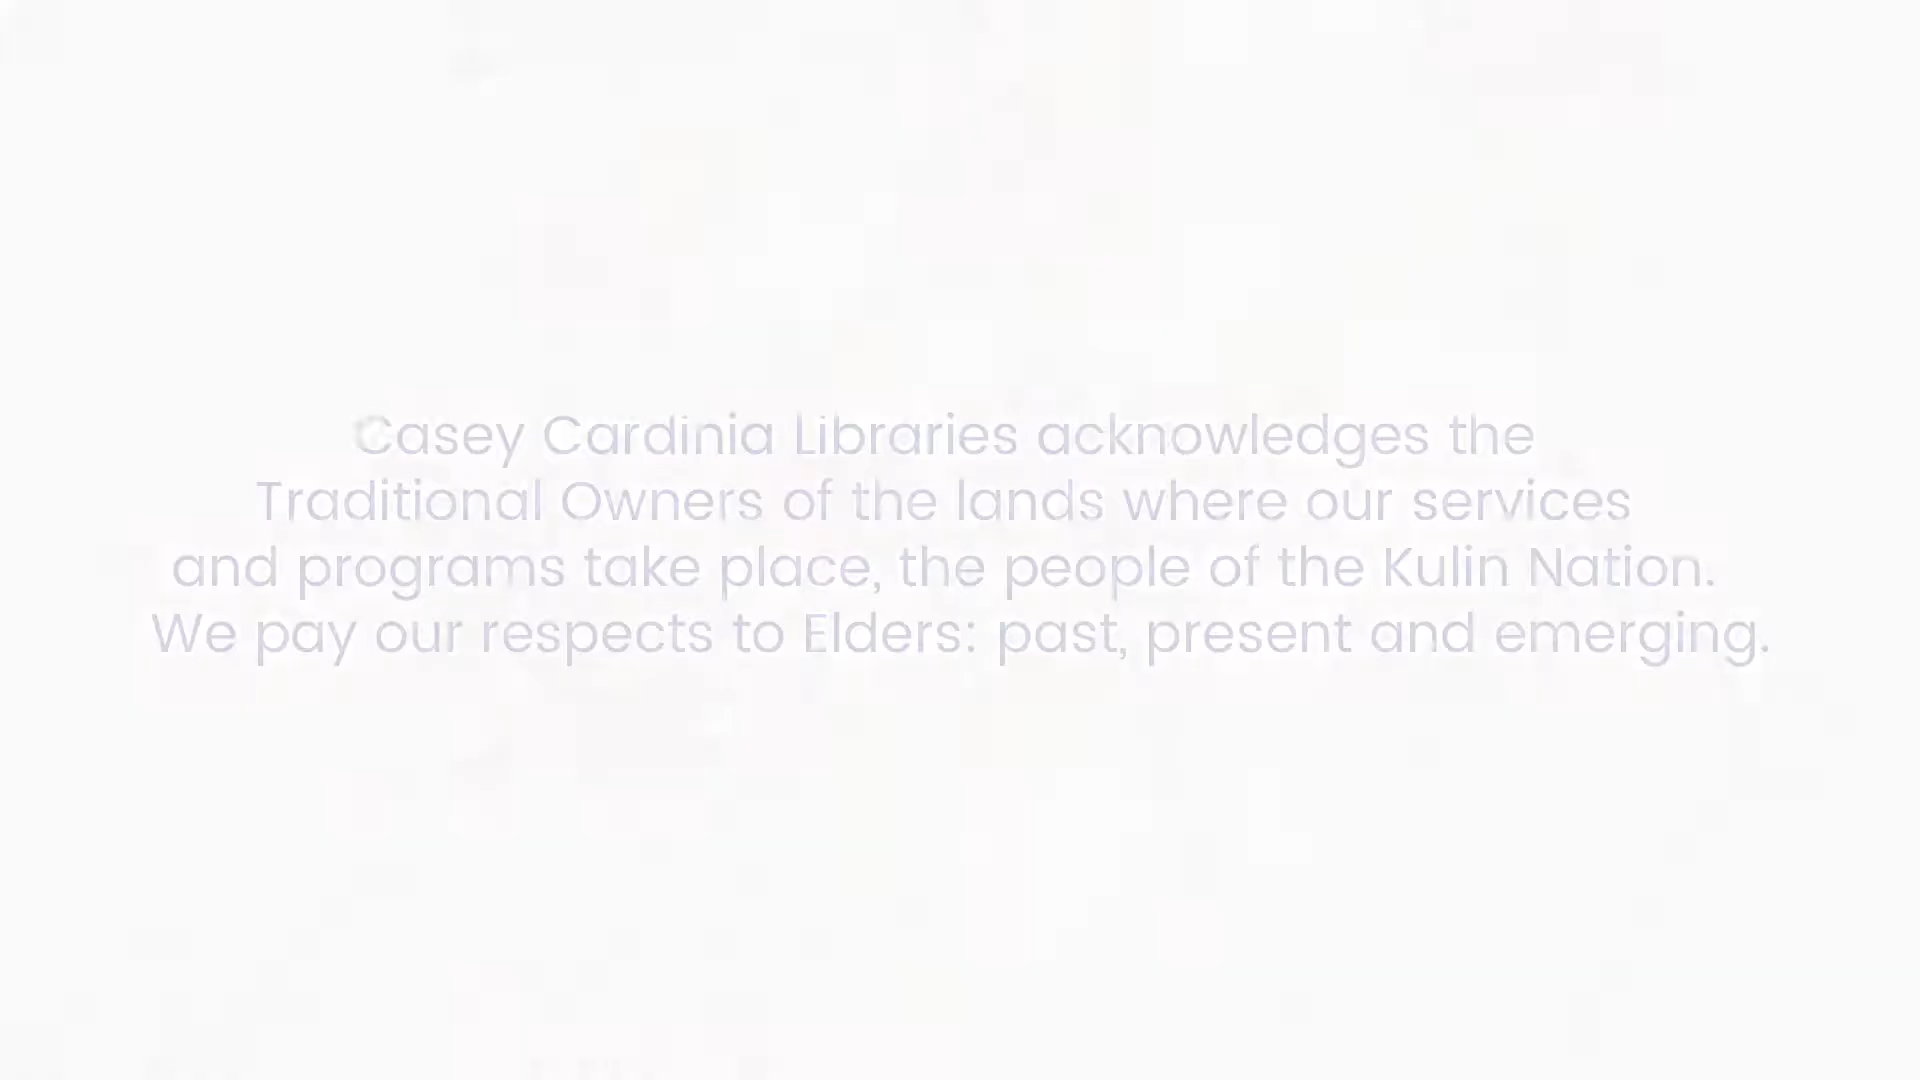 Casey Cardinia Libraries acknowledges the
Traditional Owners of the lands where our services
and programs take place, the people of the Kulin Nation.
We pay our respects to Elders: past, present and emerging.